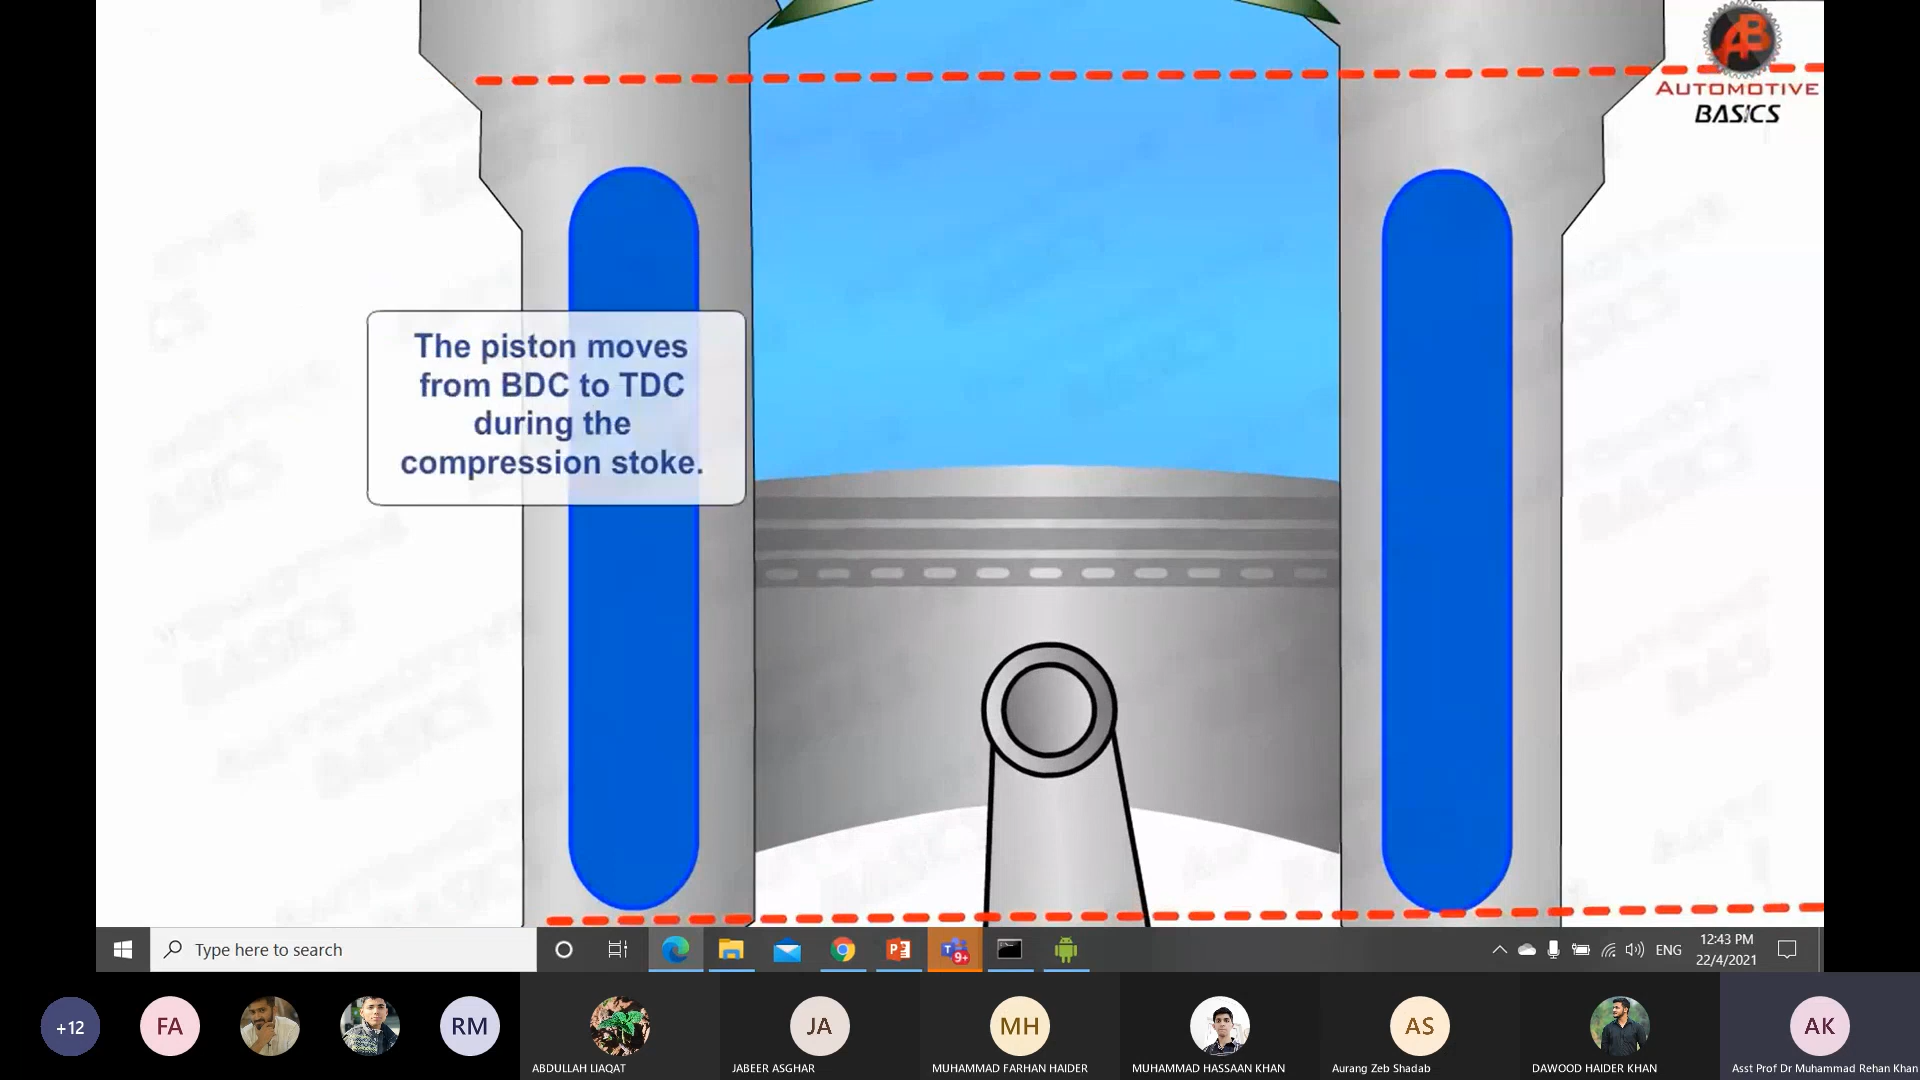 AB
AUTOMOTIVE
BASICS
The piston moves
from BDC to TDC
during the
compression stoke.
Type here to search
9+
ENG
12:43 PM
22/4/2021
+12
FA
RM
JA
MH
AS
AK
ABDULLAH LIAQAT
JABEER ASGHAR
MUHAMMAD FARHAN HAIDER
MUHAMMAD HASSAAN KHAN
Aurang Zeb Shadab
DAWOOD HAIDER KHAN
Asst Prof Dr Muhammad Rehan Khan